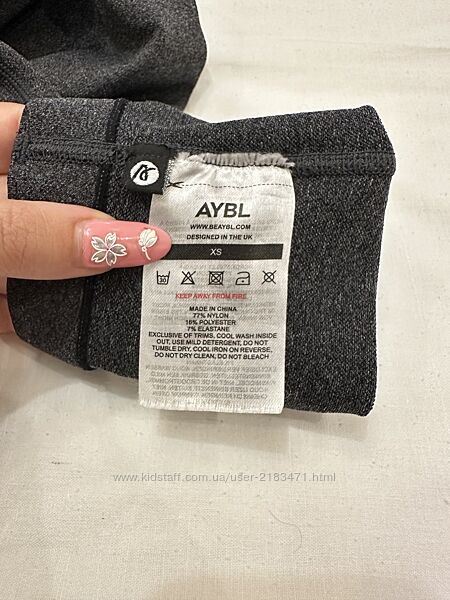 AYBL
WWW.BEAYBL.COM
DESIGNED IN THE UK
XS
30
KEEP AWAY FROM FIRE
MADE IN CHINA
77% NYLON
16% POLYESTER
7% ELASTANE
EXCLUSIVE OF TRIMS, COOL WASH INSIDE
OUT, USE MILD DETERGENT, DO NOT
TUMBLE DRY, COOL IRON ON REVERSE,
DO NOT DRY CLEAN, DO NOT BLEACH
www.kidstaff.com.ua/user-2183471.html